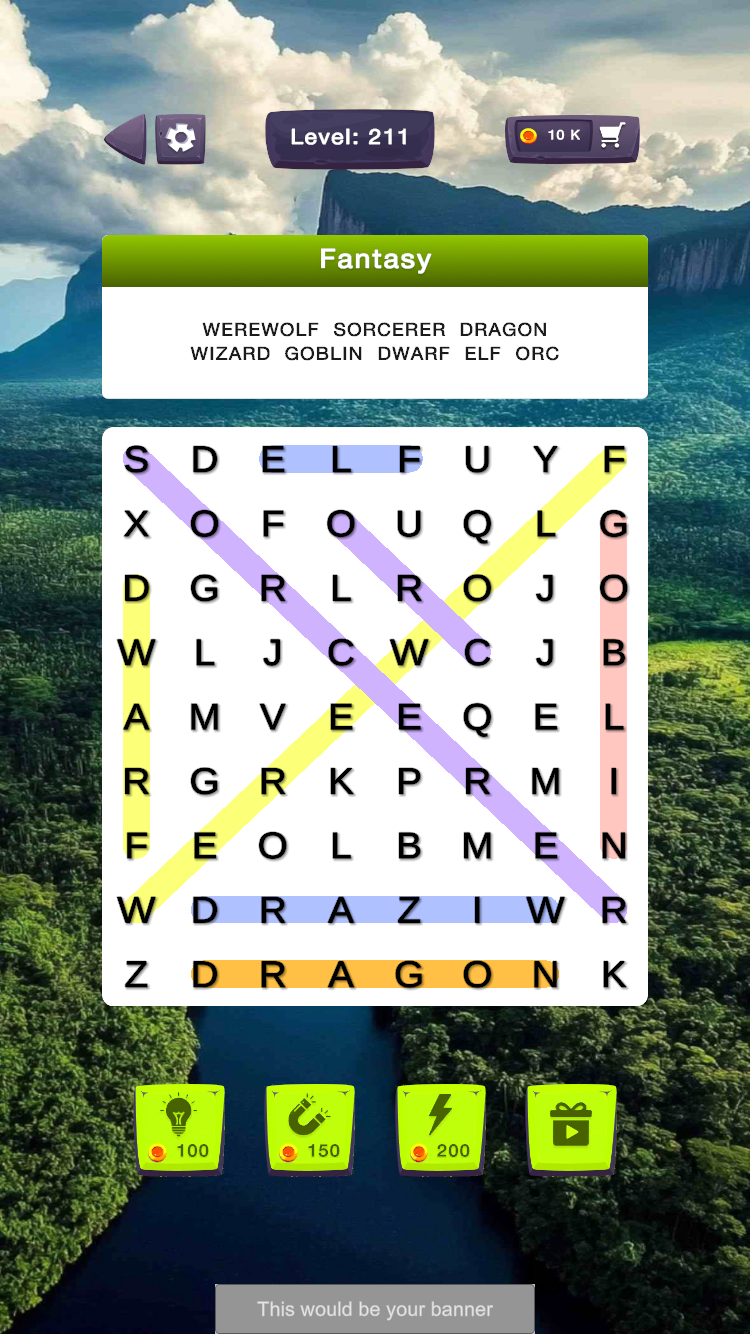 Level: 211
10 K
Fantasy
WEREWOLF SORCERER DRAGON
WIZARD GOBLIN DWARF ELF ORC
S D E L F U Y F
X O F O U Q L G
D G R L R O J O
W L J C W C J B
A M V E E Q E L
R G R K P R M I
F E O L B M E N
W D R A Z I W R
Z D R A G O N K
100 150 200
This would be your banner